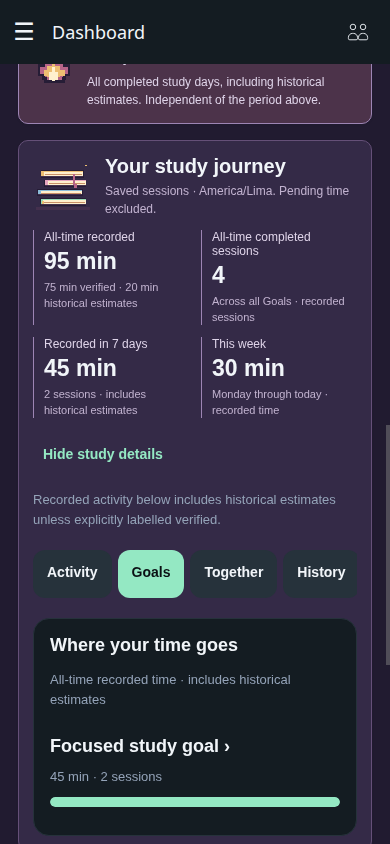 Dashboard
All completed study days, including historical
estimates. Independent of the period above.
Your study journey
Saved sessions · America/Lima. Pending time
excluded.
All-time recorded
95 min
75 min verified · 20 min
historical estimates
All-time completed
sessions
4
Across all Goals · recorded
sessions
Recorded in 7 days
45 min
2 sessions · includes
historical estimates
This week
30 min
Monday through today ·
recorded time
Hide study details
Recorded activity below includes historical estimates
unless explicitly labelled verified.
Activity
Goals
Together
History
Where your time goes
All-time recorded time · includes historical
estimates
Focused study goal ›
45 min · 2 sessions